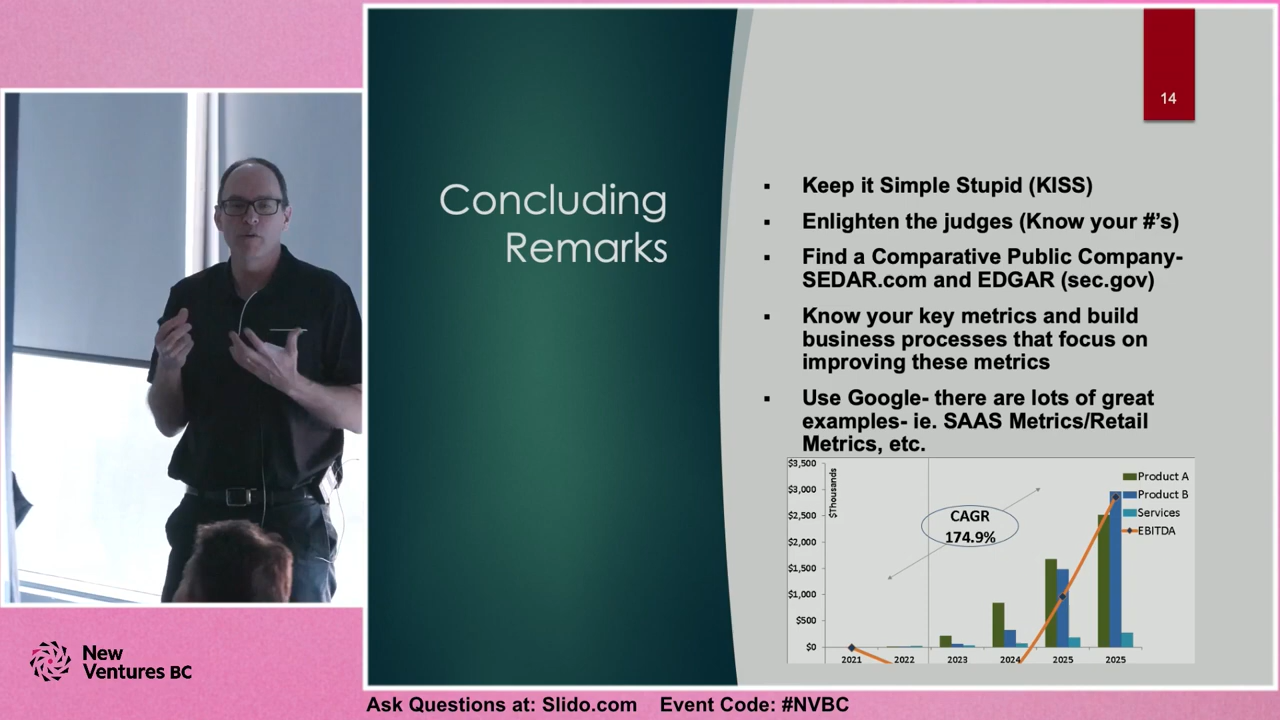 14
Concluding
Remarks
▪ Keep it Simple Stupid (KISS)
▪ Enlighten the judges (Know your #’s)
▪ Find a Comparative Public Company-
SEDAR.com and EDGAR (sec.gov)
▪ Know your key metrics and build
business processes that focus on
improving these metrics
▪ Use Google- there are lots of great
examples- ie. SAAS Metrics/Retail
Metrics, etc.
$3,500
$3,000
$2,500
$2,000
$1,500
$1,000
$500
$0
$Thousands
CAGR
174.9%
Product A
Product B
Services
EBITDA
2021 2022 2023 2024 2025 2025
New
Ventures BC
Ask Questions at: Slido.com Event Code: #NVBC